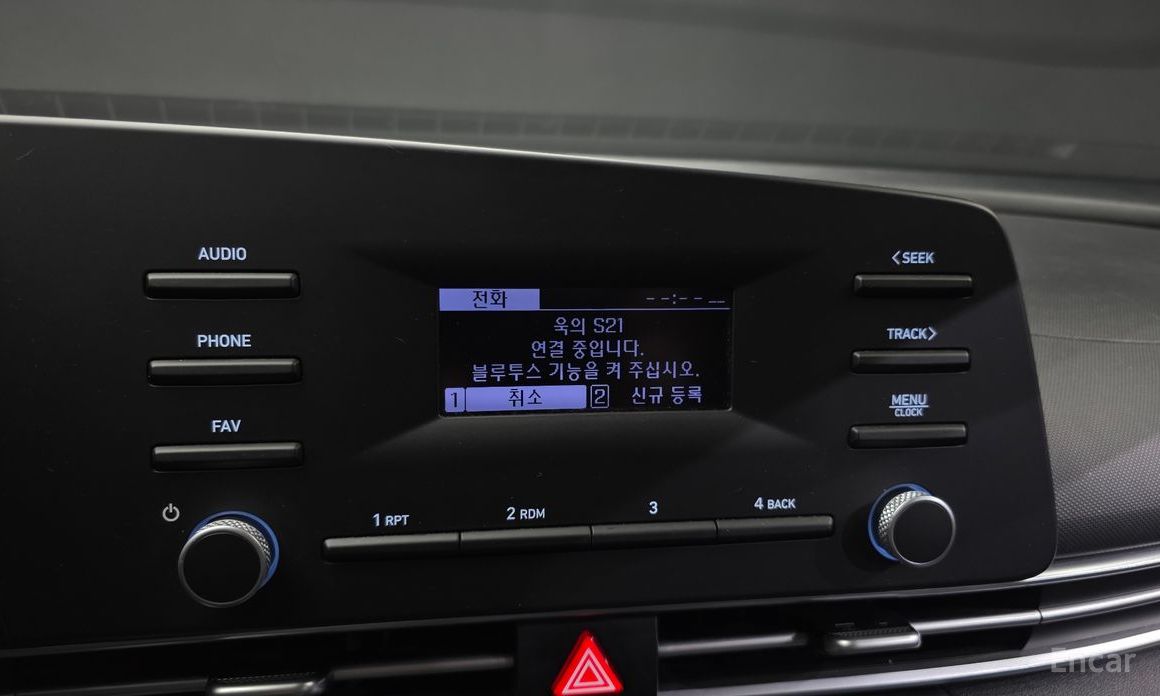 AUDIO
PHONE
FAV
전화 --:-- __
욱의 S21
연결 중입니다.
블루투스 기능을 켜 주십시오.
1 취소 2 신규 등록
<SEEK
TRACK>
MENU
CLOCK
1 RPT
2 RDM
3
4 BACK
Encar